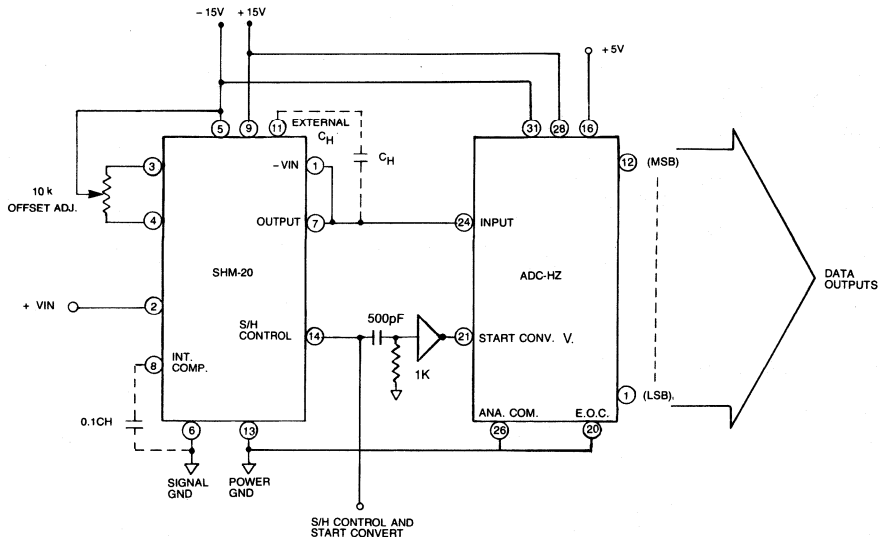 - 15V
+ 15V
+ 5V
5
9
11
EXTERNAL
CH
CH
31
28
16
3
1
- VIN
12
(MSB)
10 k
OFFSET ADJ.
4
OUTPUT
7
24
INPUT
SHM-20
ADC-HZ
DATA
OUTPUTS
+ VIN
2
S/H
CONTROL
14
500pF
21
START CONV. V.
8
INT.
COMP.
1K
1
(LSB).
0.1CH
ANA. COM.
E.O.C.
6
13
26
20
SIGNAL
GND
POWER
GND
S/H CONTROL AND
START CONVERT